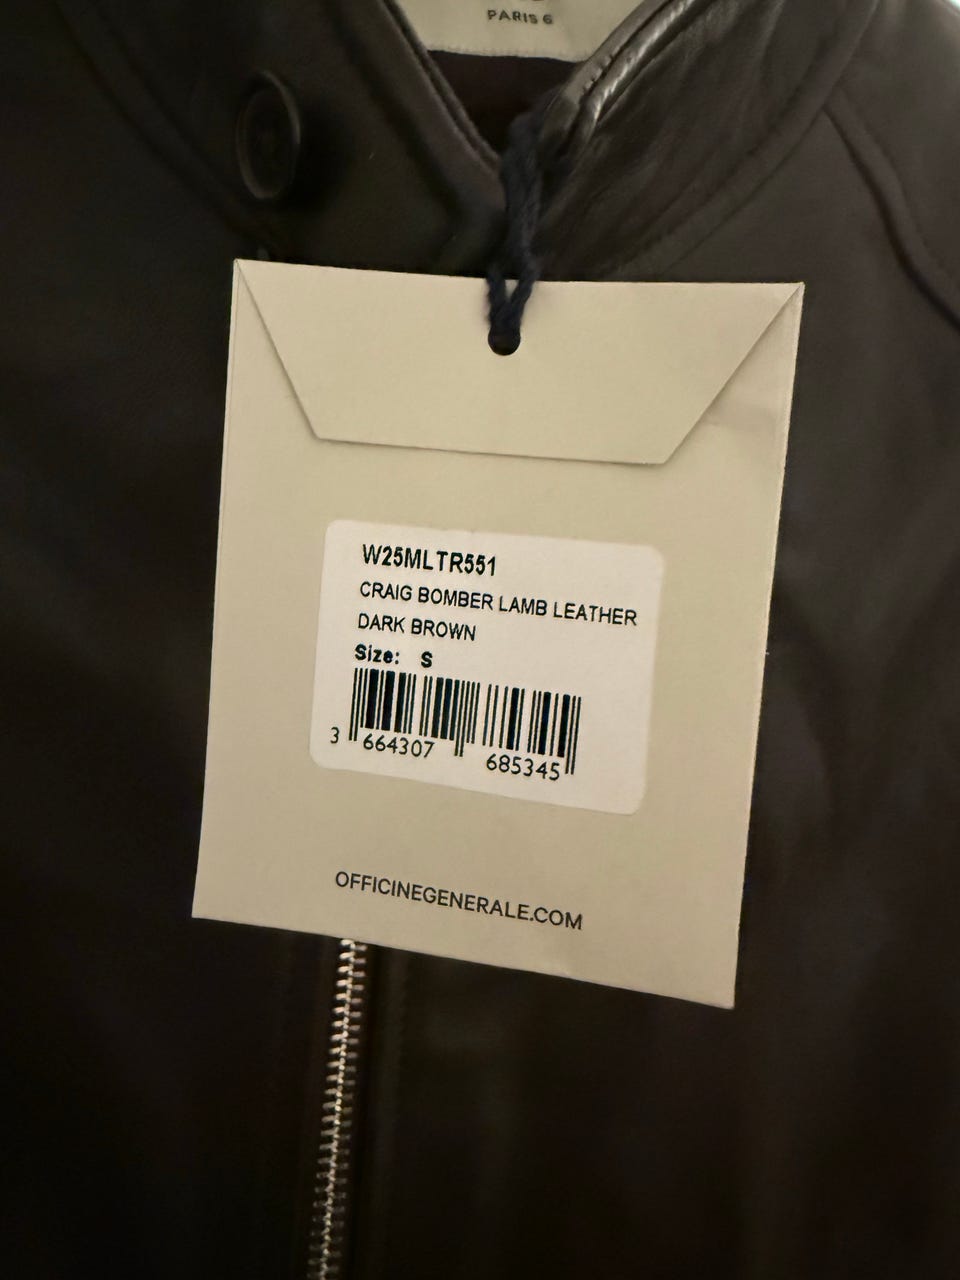 PARIS 6
W25MLTR551
CRAIG BOMBER LAMB LEATHER
DARK BROWN
Size: S
3 664307 685345
OFFICINEGENERALE.COM